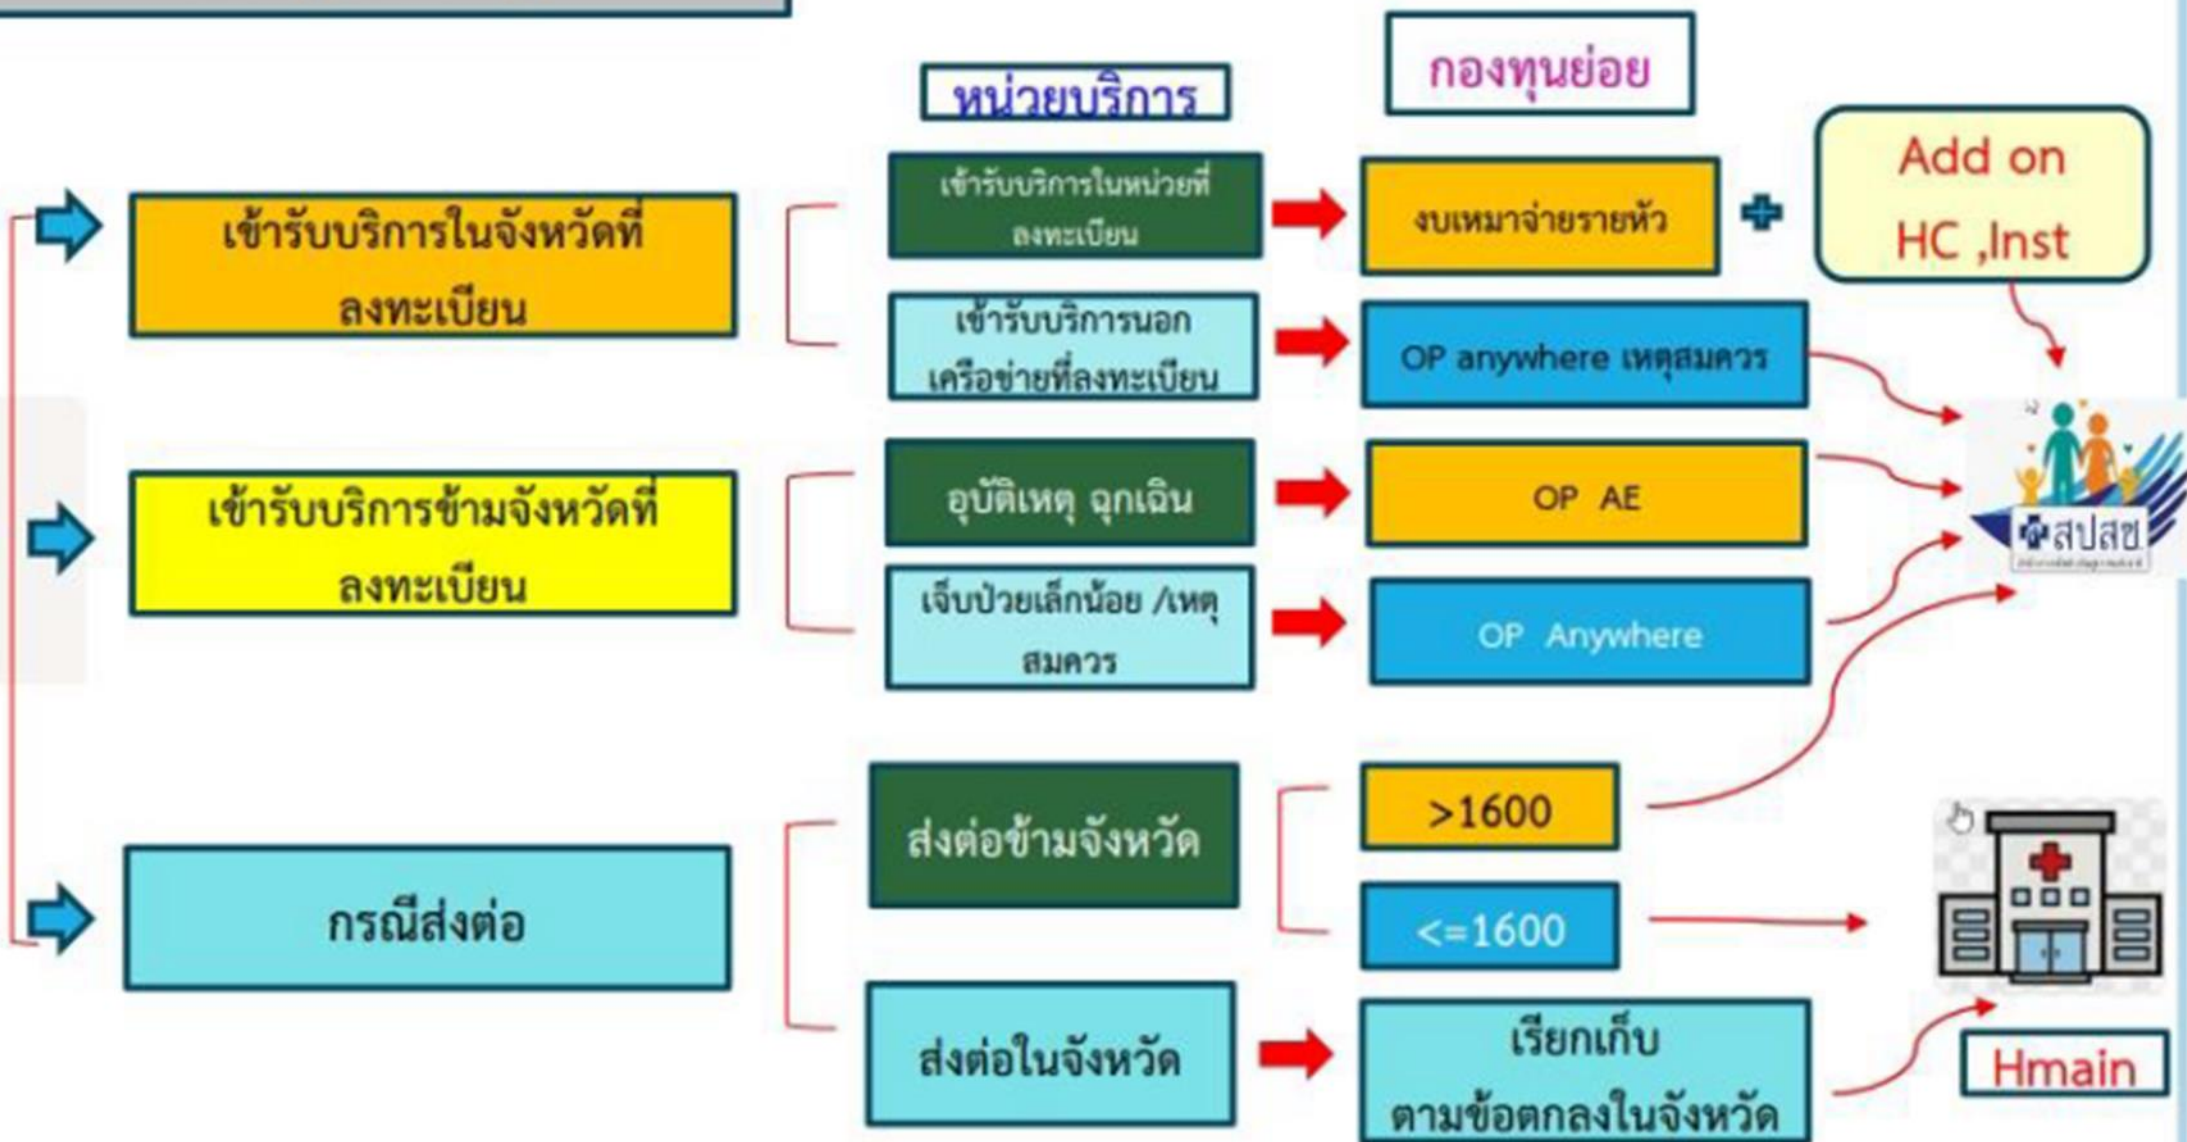 หน่วยบริการ
กองทุนย่อย
เข้ารับบริการในจังหวัดที่
ลงทะเบียน
เข้ารับบริการในหน่วยที่
ลงทะเบียน
งบเหมาจ่ายรายหัว
Add on
HC ,Inst
เข้ารับบริการนอก
เครือข่ายที่ลงทะเบียน
OP anywhere เหตุสมควร
เข้ารับบริการข้ามจังหวัดที่
ลงทะเบียน
อุบัติเหตุ ฉุกเฉิน
OP AE
เจ็บป่วยเล็กน้อย /เหตุ
สมควร
OP Anywhere
สปสช.
กรณีส่งต่อ
ส่งต่อข้ามจังหวัด
>1600
<=1600
ส่งต่อในจังหวัด
เรียกเก็บ
ตามข้อตกลงในจังหวัด
Hmain